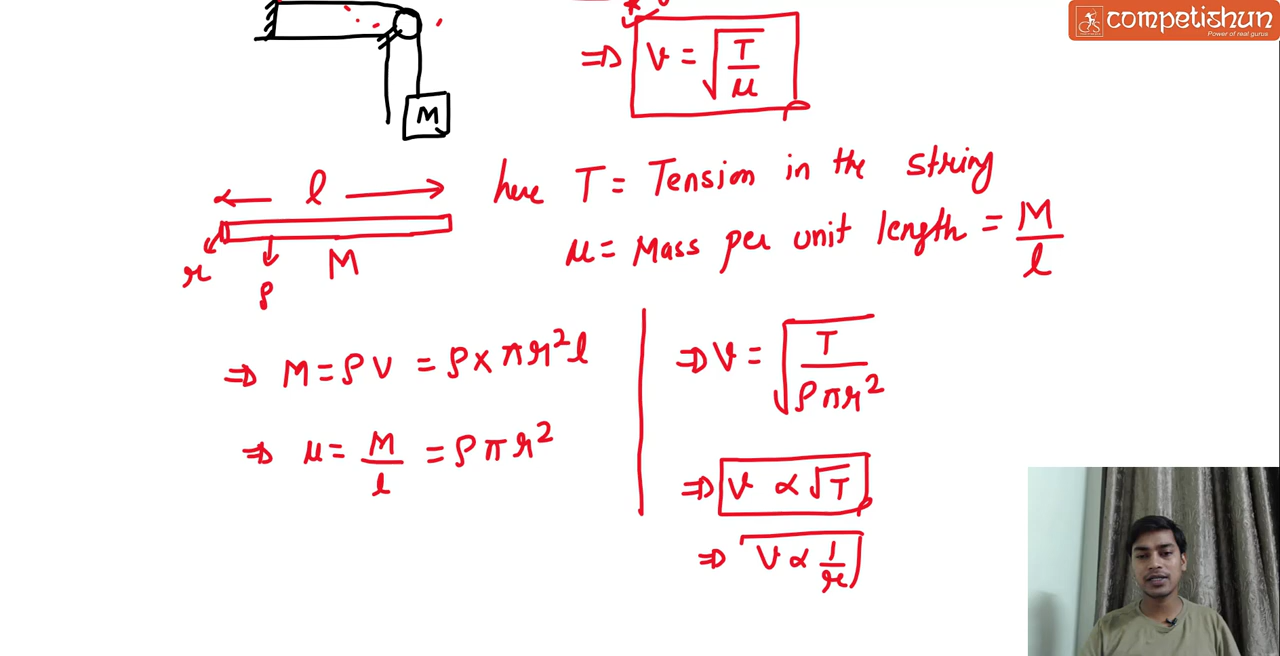 competishun
Power of real gurus
⇒ V = √(T/μ)
M
l
here T = Tension in the string
μ = Mass per unit length = M/l
r
ρ
M
⇒ M = ρV = ρ × πr²l
⇒ μ = M/l = ρπr²
⇒ V = √(T/ρπr²)
⇒ V ∝ √T
⇒ V ∝ 1/r